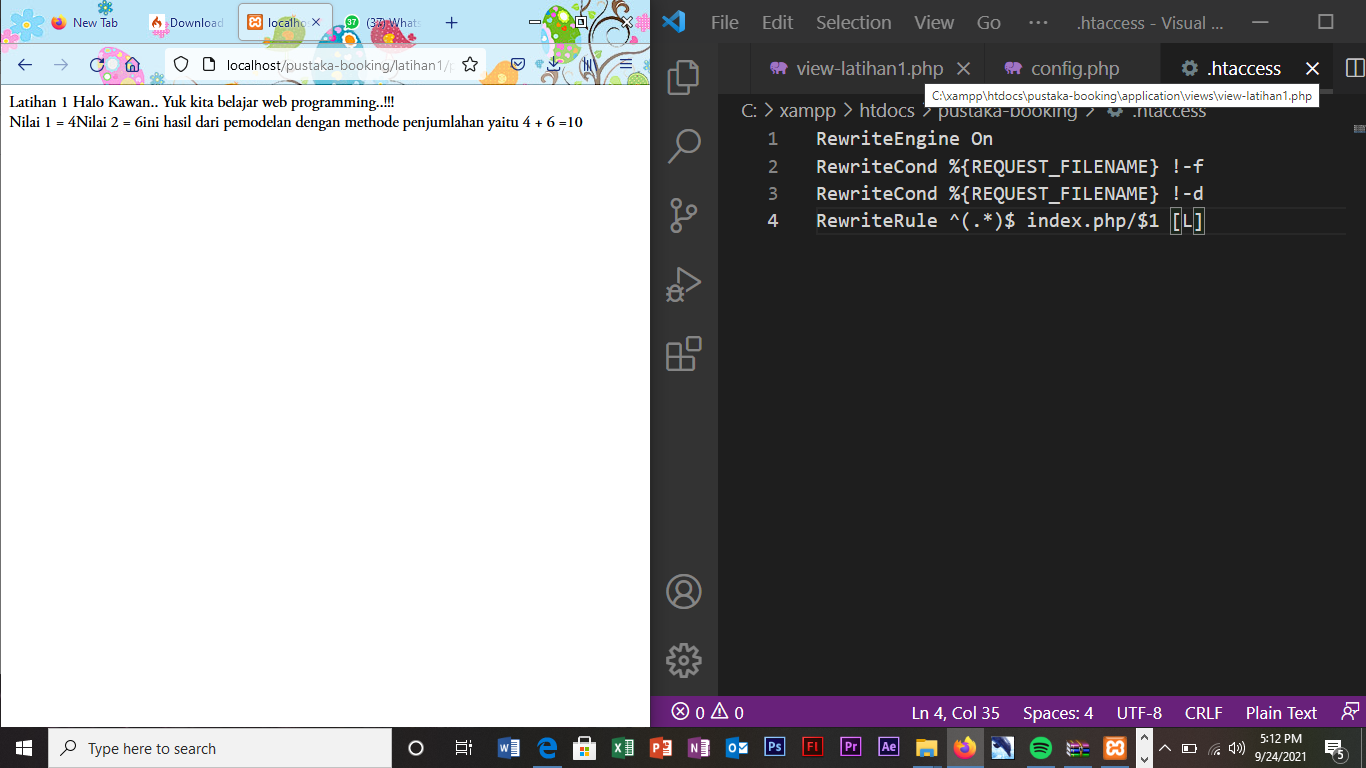 New Tab
Download
localho
37
(37) Whats
localhost/pustaka-booking/latihan1/
Latihan 1 Halo Kawan.. Yuk kita belajar web programming..!!!
Nilai 1 = 4Nilai 2 = 6ini hasil dari pemodelan dengan methode penjumlahan yaitu 4 + 6 =10
File Edit Selection View Go ··· .htaccess - Visual ...
view-latihan1.php config.php .htaccess
C:\xampp\htdocs\pustaka-booking\application\views\view-latihan1.php
C: > xampp > htdocs > pustaka-booking > .htaccess
1 RewriteEngine On
2 RewriteCond %{REQUEST_FILENAME} !-f
3 RewriteCond %{REQUEST_FILENAME} !-d
4 RewriteRule ^(.*)$ index.php/$1 [L]
0 0 Ln 4, Col 35 Spaces: 4 UTF-8 CRLF Plain Text
Type here to search
Ps Fl Pr Ae
5:12 PM
9/24/2021
5